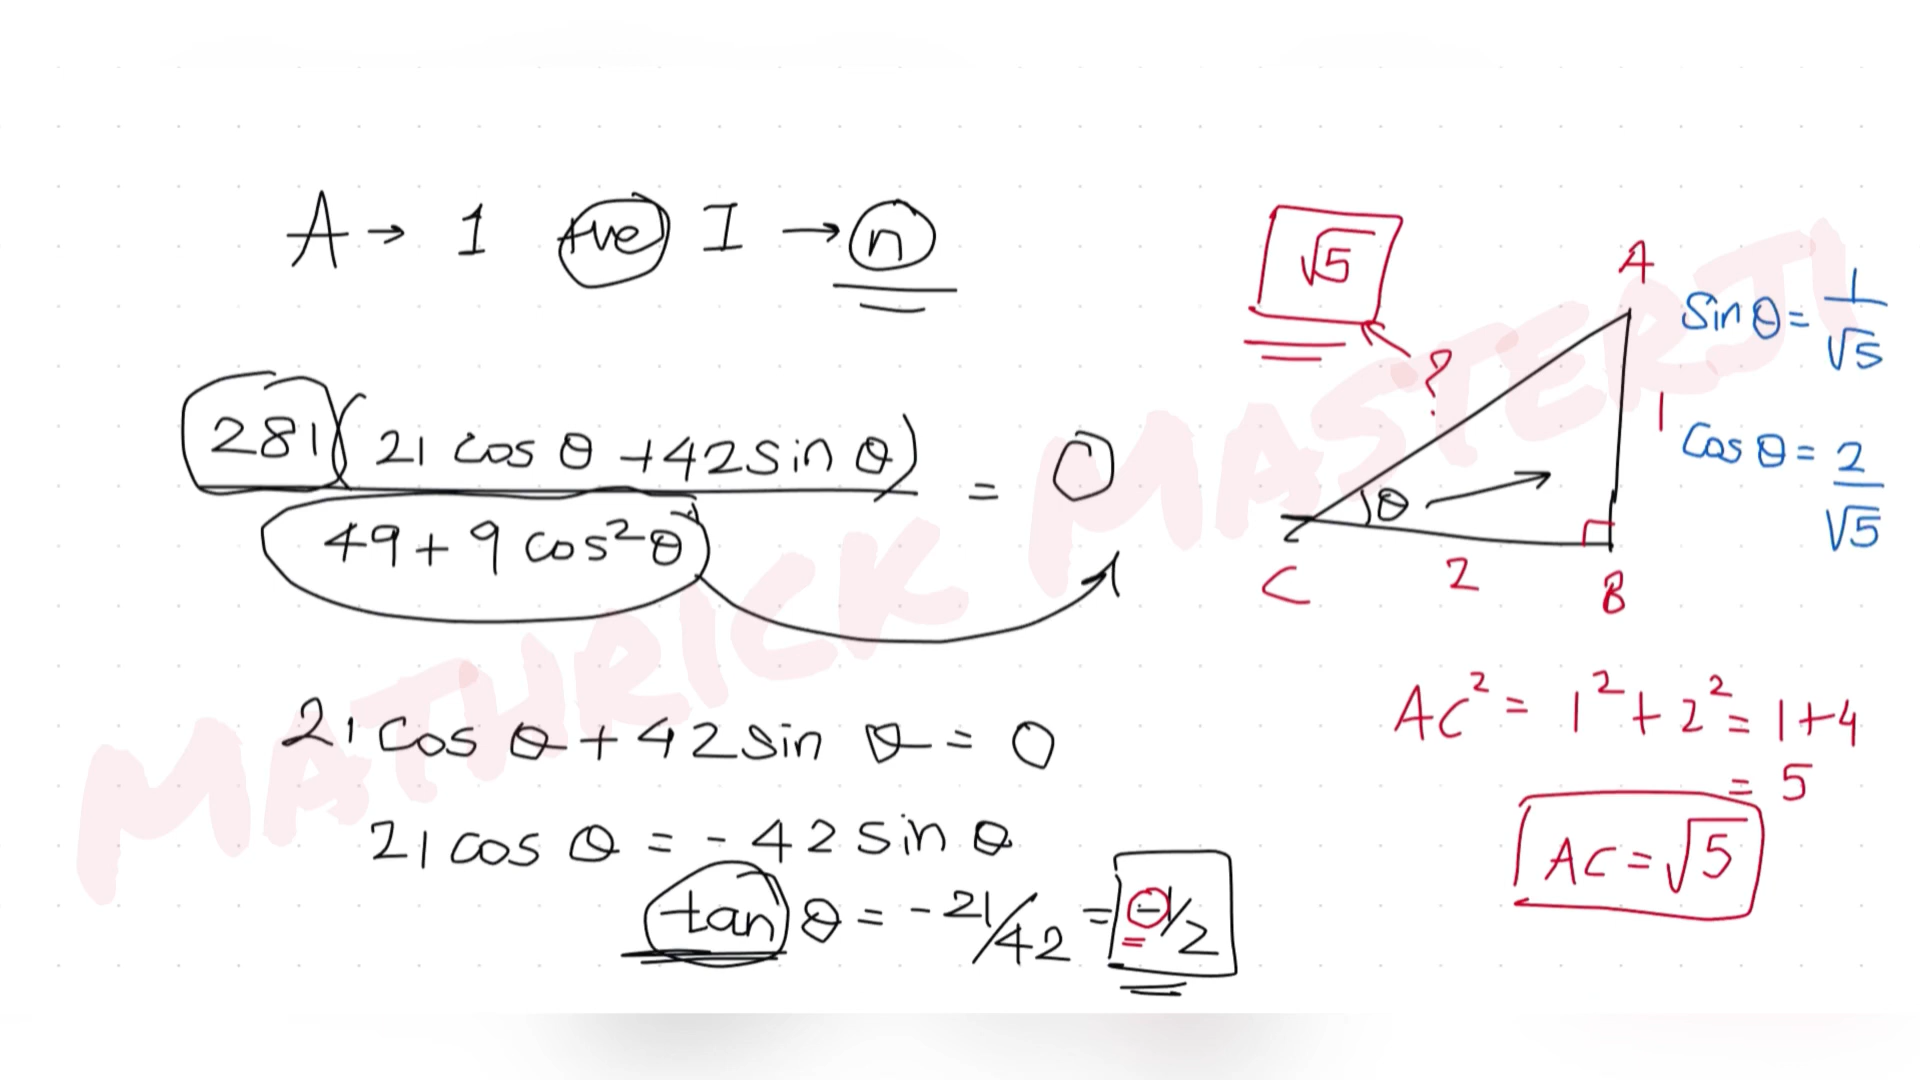 A → 1 +ve I → n
281(21 cos θ + 42 sin θ) / 49 + 9 cos²θ = 0
21 cos θ + 42 sin θ = 0
21 cos θ = - 42 sin θ
tan θ = - 21/42 = -1/2
√5
?
A
1
θ
C
2
B
Sin θ = 1/√5
Cos θ = 2/√5
AC² = 1² + 2² = 1+4
= 5
AC = √5
MATHRICK MASTERJI